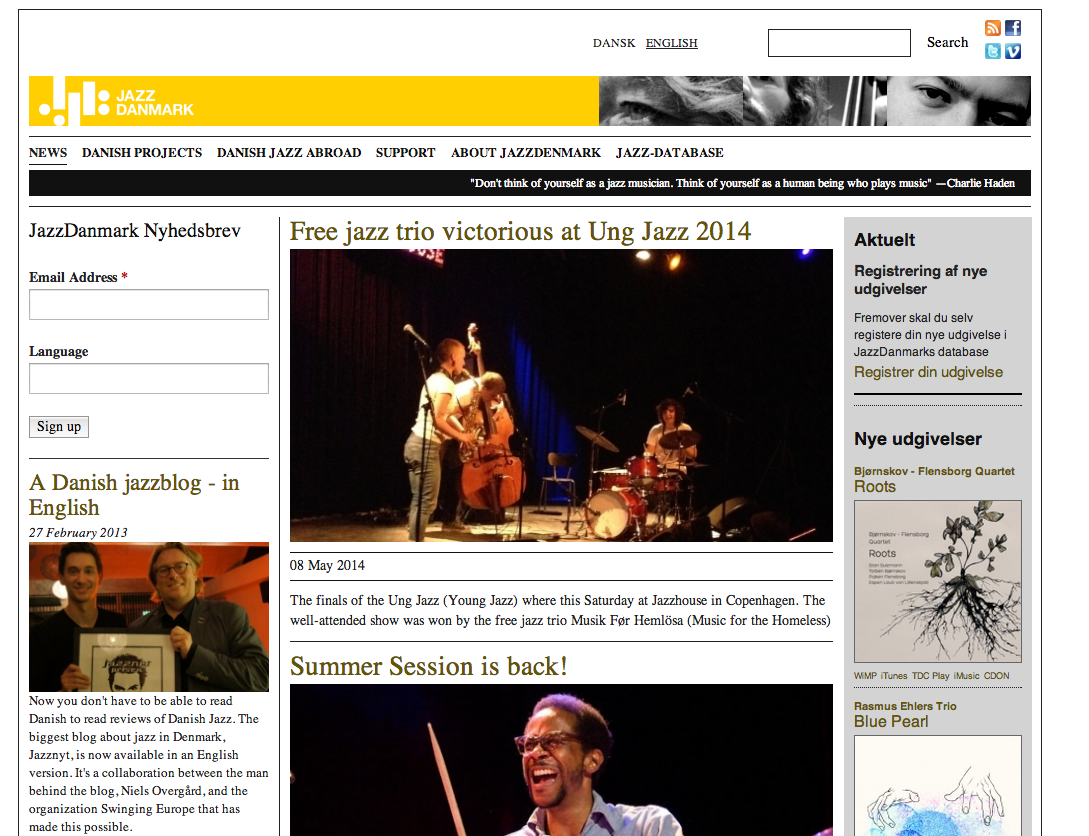 DANSK ENGLISH
Search
JAZZ
DANMARK
NEWS DANISH PROJECTS DANISH JAZZ ABROAD SUPPORT ABOUT JAZZDENMARK JAZZ-DATABASE
"Don't think of yourself as a jazz musician. Think of yourself as a human being who plays music" —Charlie Haden
JazzDanmark Nyhedsbrev
Email Address *
Language
Sign up
A Danish jazzblog - in
English
27 February 2013
Now you don't have to be able to read
Danish to read reviews of Danish Jazz. The
biggest blog about jazz in Denmark,
Jazznyt, is now available in an English
version. It's a collaboration between the man
behind the blog, Niels Overgård, and the
organization Swinging Europe that has
made this possible.
Free jazz trio victorious at Ung Jazz 2014
HOUSE
08 May 2014
The finals of the Ung Jazz (Young Jazz) where this Saturday at Jazzhouse in Copenhagen. The
well-attended show was won by the free jazz trio Musik Før Hemlösa (Music for the Homeless)
Summer Session is back!
Aktuelt
Registrering af nye
udgivelser
Fremover skal du selv
registere din nye udgivelse i
JazzDanmarks database
Registrer din udgivelse
Nye udgivelser
Bjørnskov - Flensborg Quartet
Roots
Bjørnskov - Flensborg
Quartet
Roots
WiMP iTunes TDC Play iMusic CDON
Rasmus Ehlers Trio
Blue Pearl